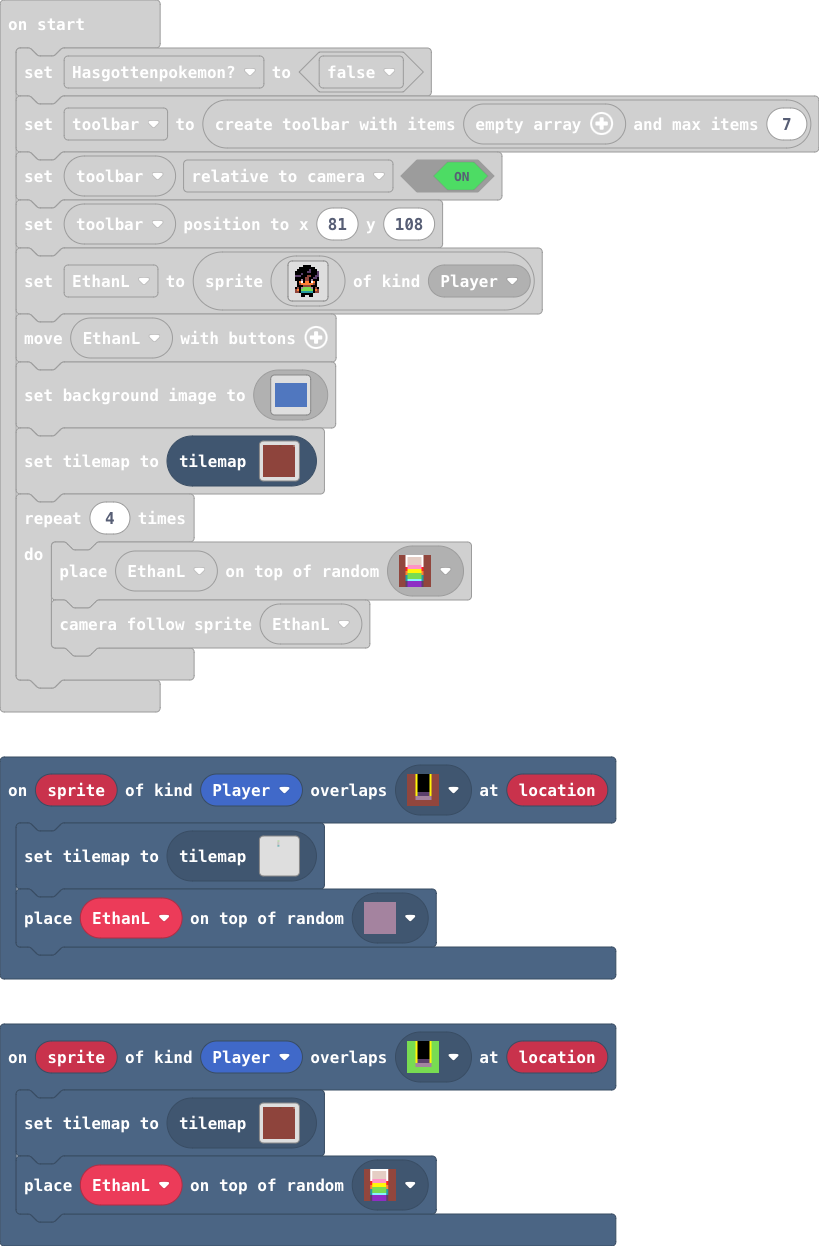 on start
set Hasgottenpokemon? to false
set toolbar to create toolbar with items empty array and max items 7
set toolbar relative to camera ON
set toolbar position to x 81 y 108
set EthanL to sprite of kind Player
move EthanL with buttons
set background image to
set tilemap to tilemap
repeat 4 times
do
place EthanL on top of random
camera follow sprite EthanL
on sprite of kind Player overlaps at location
set tilemap to tilemap
place EthanL on top of random
on sprite of kind Player overlaps at location
set tilemap to tilemap
place EthanL on top of random